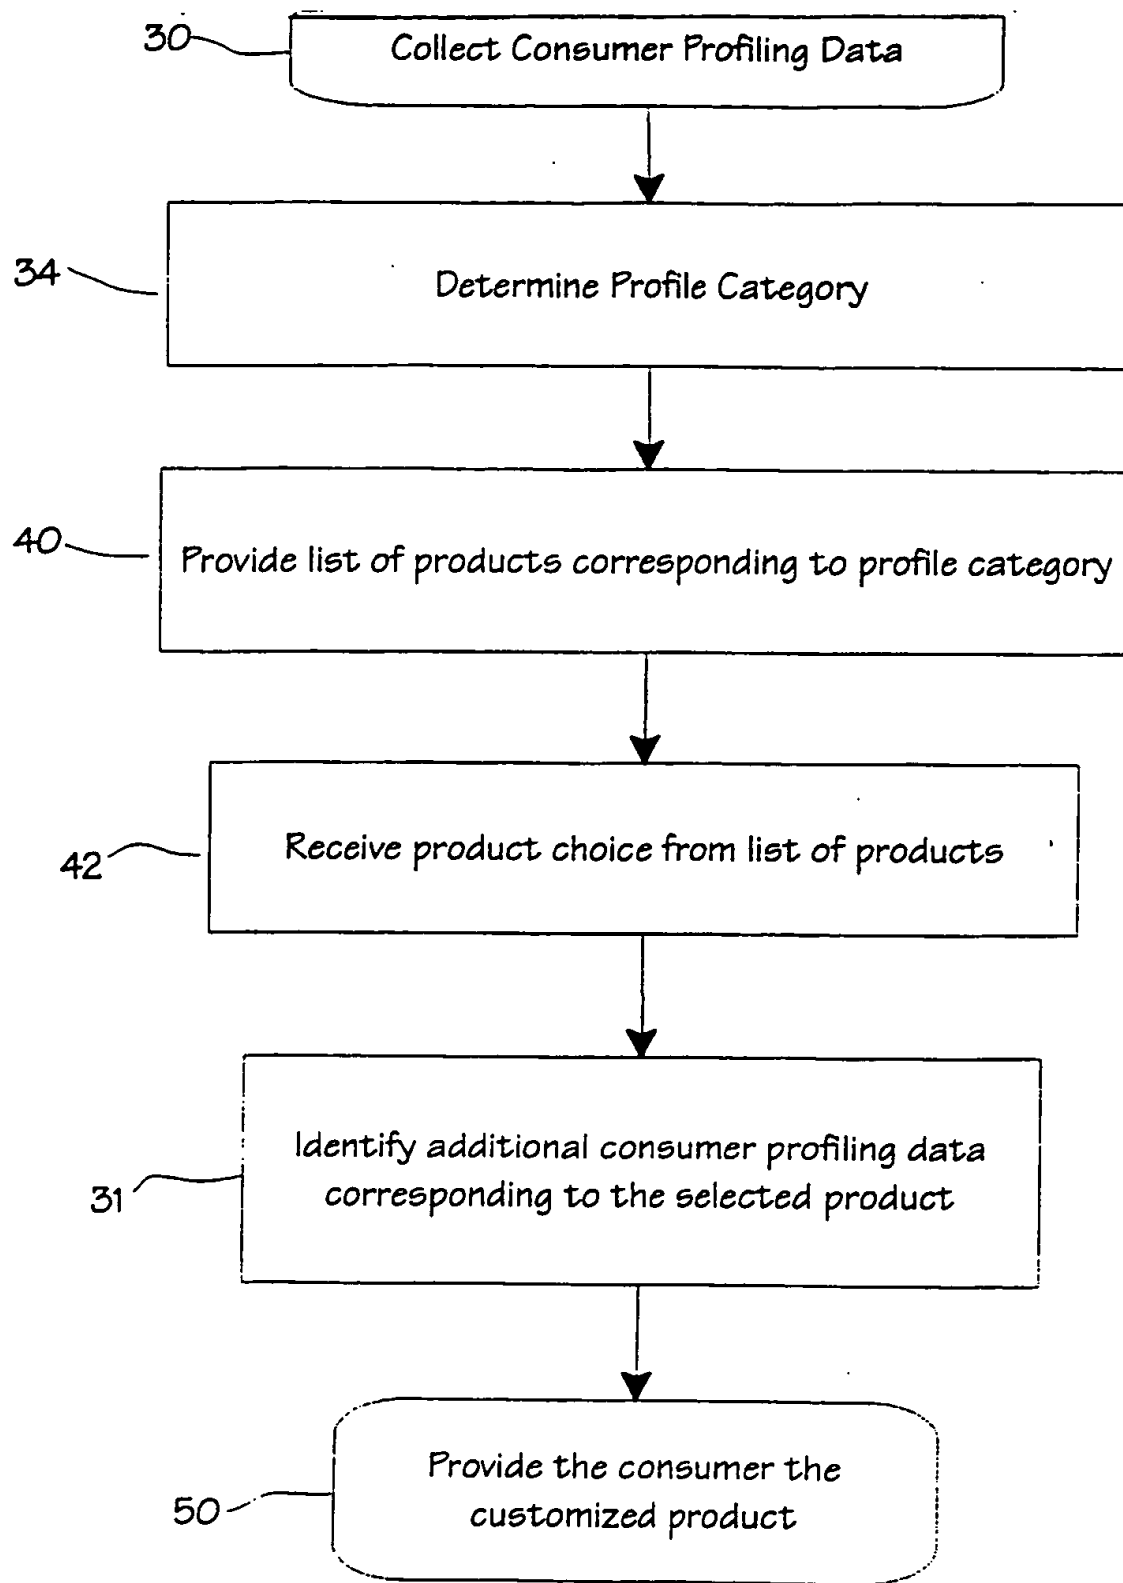 30
Collect Consumer Profiling Data
34
Determine Profile Category
40
Provide list of products corresponding to profile category
42
Receive product choice from list of products
31
Identify additional consumer profiling data
corresponding to the selected product
50
Provide the consumer the
customized product